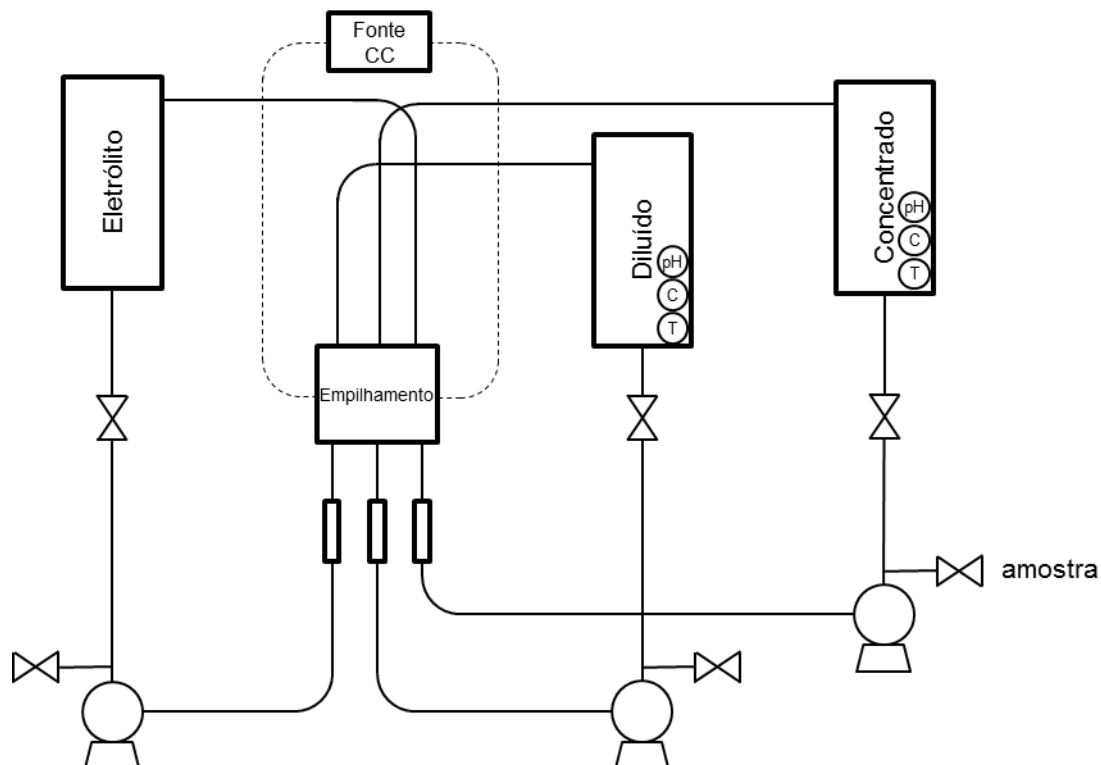 Fonte
CC
Eletrólito
Diluído
pH
C
T
Concentrado
pH
C
T
Empilhamento
amostra